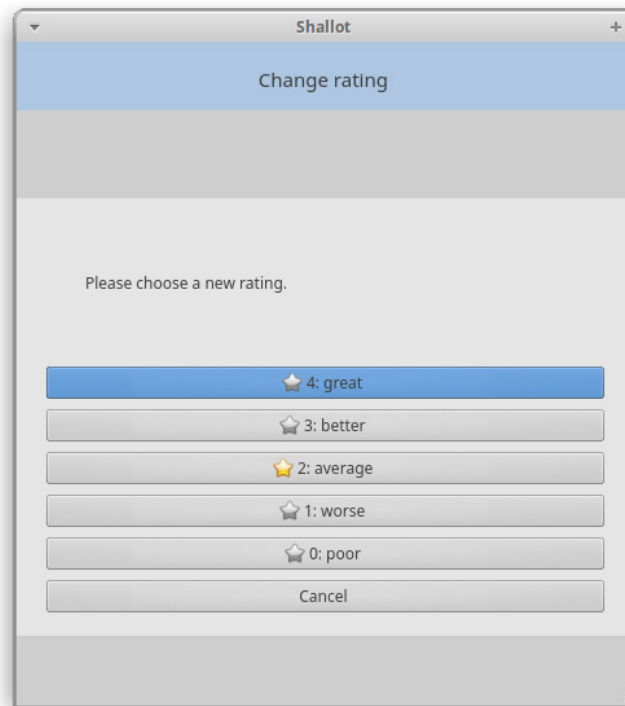 Shallot
Change rating
Please choose a new rating.
4: great
3: better
2: average
1: worse
0: poor
Cancel